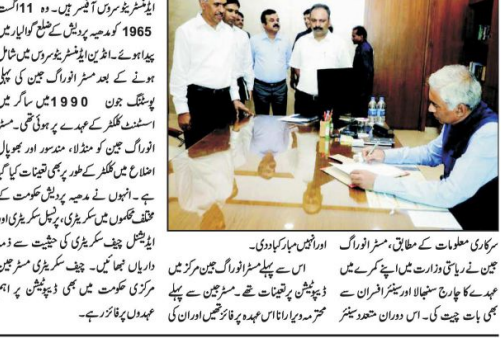 ایڈمنسٹریٹو سروس آفیسر ہیں۔ وہ 11 اگست
1965 کو مدھیہ پردیش کے ضلع گوالیار میں
پیدا ہوئے۔ انڈین ایڈمنسٹریٹو سروس میں شامل
ہونے کے بعد مسٹر انوراگ جین کی پہلی
پوسٹنگ جون 1990 میں ساگر میں
اسسٹنٹ کلکٹر کے عہدے پر ہوئی تھی۔ مسٹر
انوراگ جین کو منڈلا، مندسور اور بھوپال
اضلاع میں کلکٹر کے طور پر بھی تعینات کیا گیا
ہے۔ انہوں نے مدھیہ پردیش حکومت کے
مختلف محکموں میں سکریٹری، پرنسپل سکریٹری اور
ایڈیشنل چیف سکریٹری کی حیثیت سے ذمہ
داریاں نبھائیں۔ چیف سکریٹری مسٹر جین
مرکزی حکومت میں بھی ڈیپوٹیشن پر اہم
عہدوں پر فائز رہے۔
سرکاری معلومات کے مطابق، مسٹر انوراگ
جین نے ریاستی وزارت میں اپنے کمرے میں
عہدے کا چارج سنبھالا اور سینئر افسران سے
بھی بات چیت کی۔ اس دوران متعدد سینئر
اور انہیں مبارکباد دی۔
اس سے پہلے مسٹر انوراگ جین مرکز میں
ڈیپوٹیشن پر تعینات تھے۔ مسٹر جین سے پہلے
محترمہ ویرا رانا اس عہدہ پر فائز تھیں اور ان کی